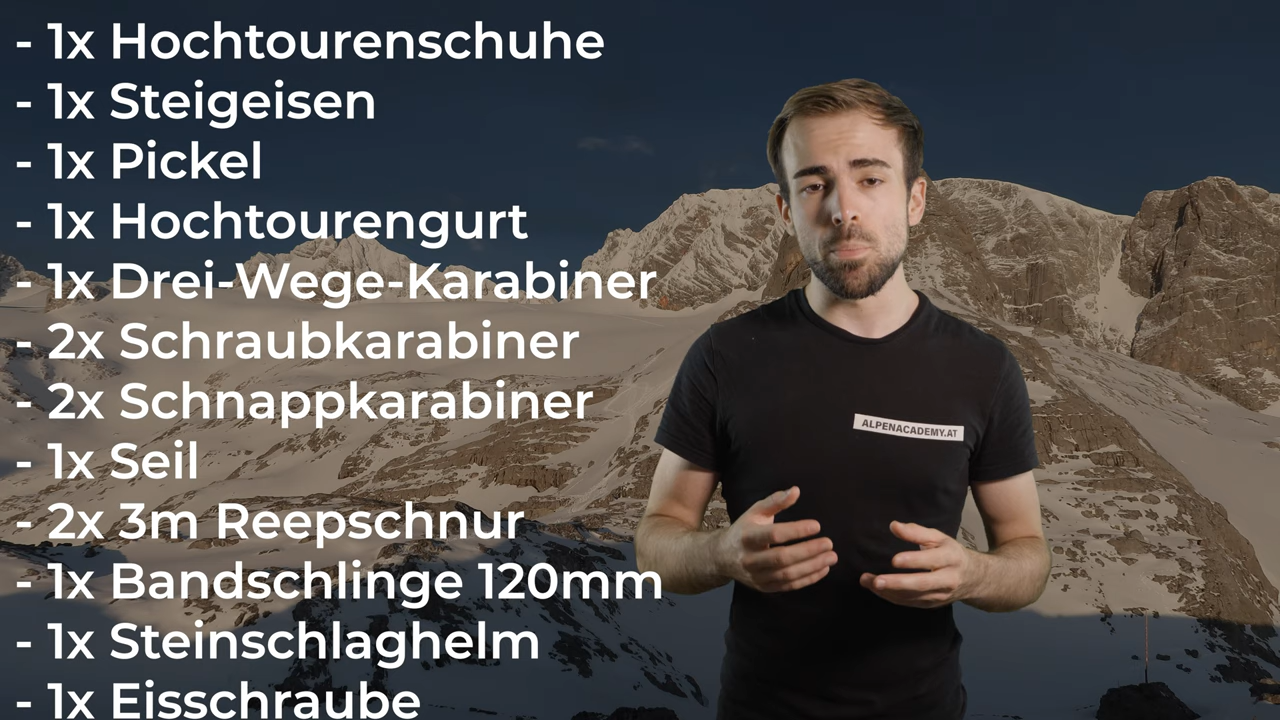 - 1x Hochtourenschuhe
- 1x Steigeisen
- 1x Pickel
- 1x Hochtourengurt
- 1x Drei-Wege-Karabiner
- 2x Schraubkarabiner
- 2x Schnappkarabiner
- 1x Seil
- 2x 3m Reepschnur
- 1x Bandschlinge 120mm
- 1x Steinschlaghelm
- 1x Eisschraube
ALPENACADEMY.AT